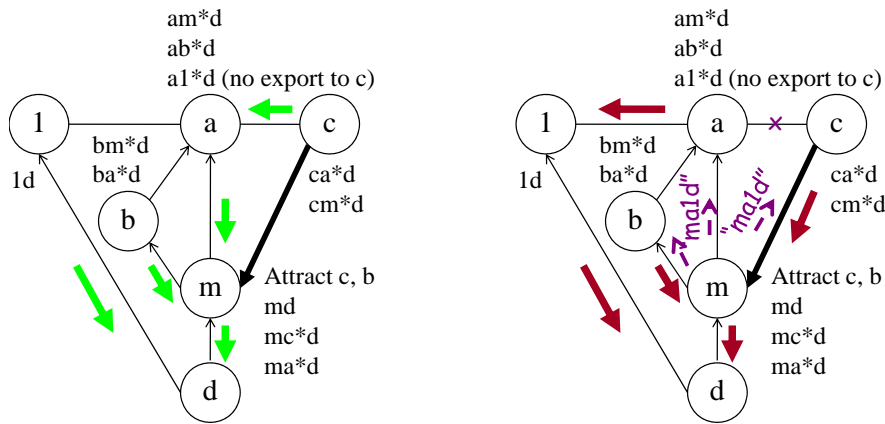 am*d
ab*d
a1*d (no export to c)
1
a
c
bm*d
ba*d
1d
ca*d
cm*d
b
m
Attract c, b
md
mc*d
ma*d
d
am*d
ab*d
a1*d (no export to c)
1
a
×
c
bm*d
ba*d
1d
"ma1d"
"ma1d"
ca*d
cm*d
b
m
Attract c, b
md
mc*d
ma*d
d